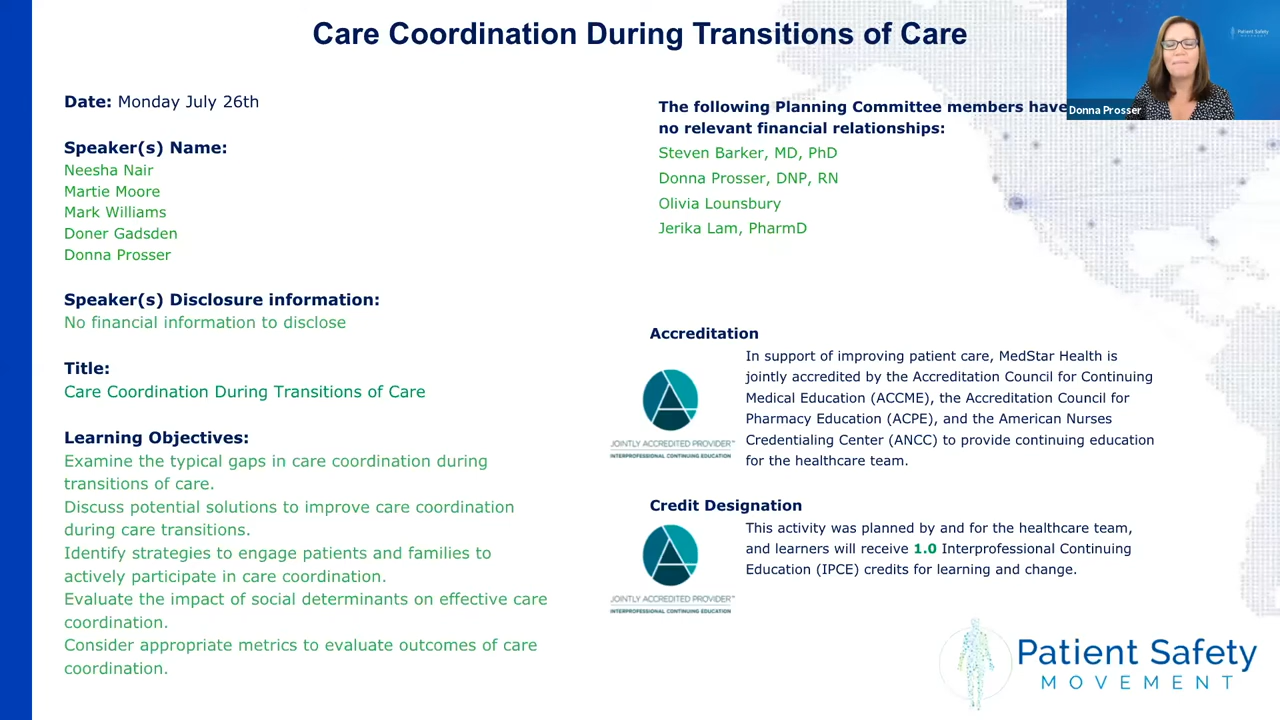 Care Coordination During Transitions of Care
Date: Monday July 26th
Speaker(s) Name:
Neesha Nair
Martie Moore
Mark Williams
Doner Gadsden
Donna Prosser
Speaker(s) Disclosure information:
No financial information to disclose
Title:
Care Coordination During Transitions of Care
Learning Objectives:
Examine the typical gaps in care coordination during
transitions of care.
Discuss potential solutions to improve care coordination
during care transitions.
Identify strategies to engage patients and families to
actively participate in care coordination.
Evaluate the impact of social determinants on effective care
coordination.
Consider appropriate metrics to evaluate outcomes of care
coordination.
The following Planning Committee members have
no relevant financial relationships:
Steven Barker, MD, PhD
Donna Prosser, DNP, RN
Olivia Lounsbury
Jerika Lam, PharmD
Accreditation
In support of improving patient care, MedStar Health is
jointly accredited by the Accreditation Council for Continuing
Medical Education (ACCME), the Accreditation Council for
Pharmacy Education (ACPE), and the American Nurses
Credentialing Center (ANCC) to provide continuing education
for the healthcare team.
JOINTLY ACCREDITED PROVIDER™
INTERPROFESSIONAL CONTINUING EDUCATION
Credit Designation
This activity was planned by and for the healthcare team,
and learners will receive 1.0 Interprofessional Continuing
Education (IPCE) credits for learning and change.
JOINTLY ACCREDITED PROVIDER™
INTERPROFESSIONAL CONTINUING EDUCATION
Patient Safety
MOVEMENT
Donna Prosser
Patient Safety